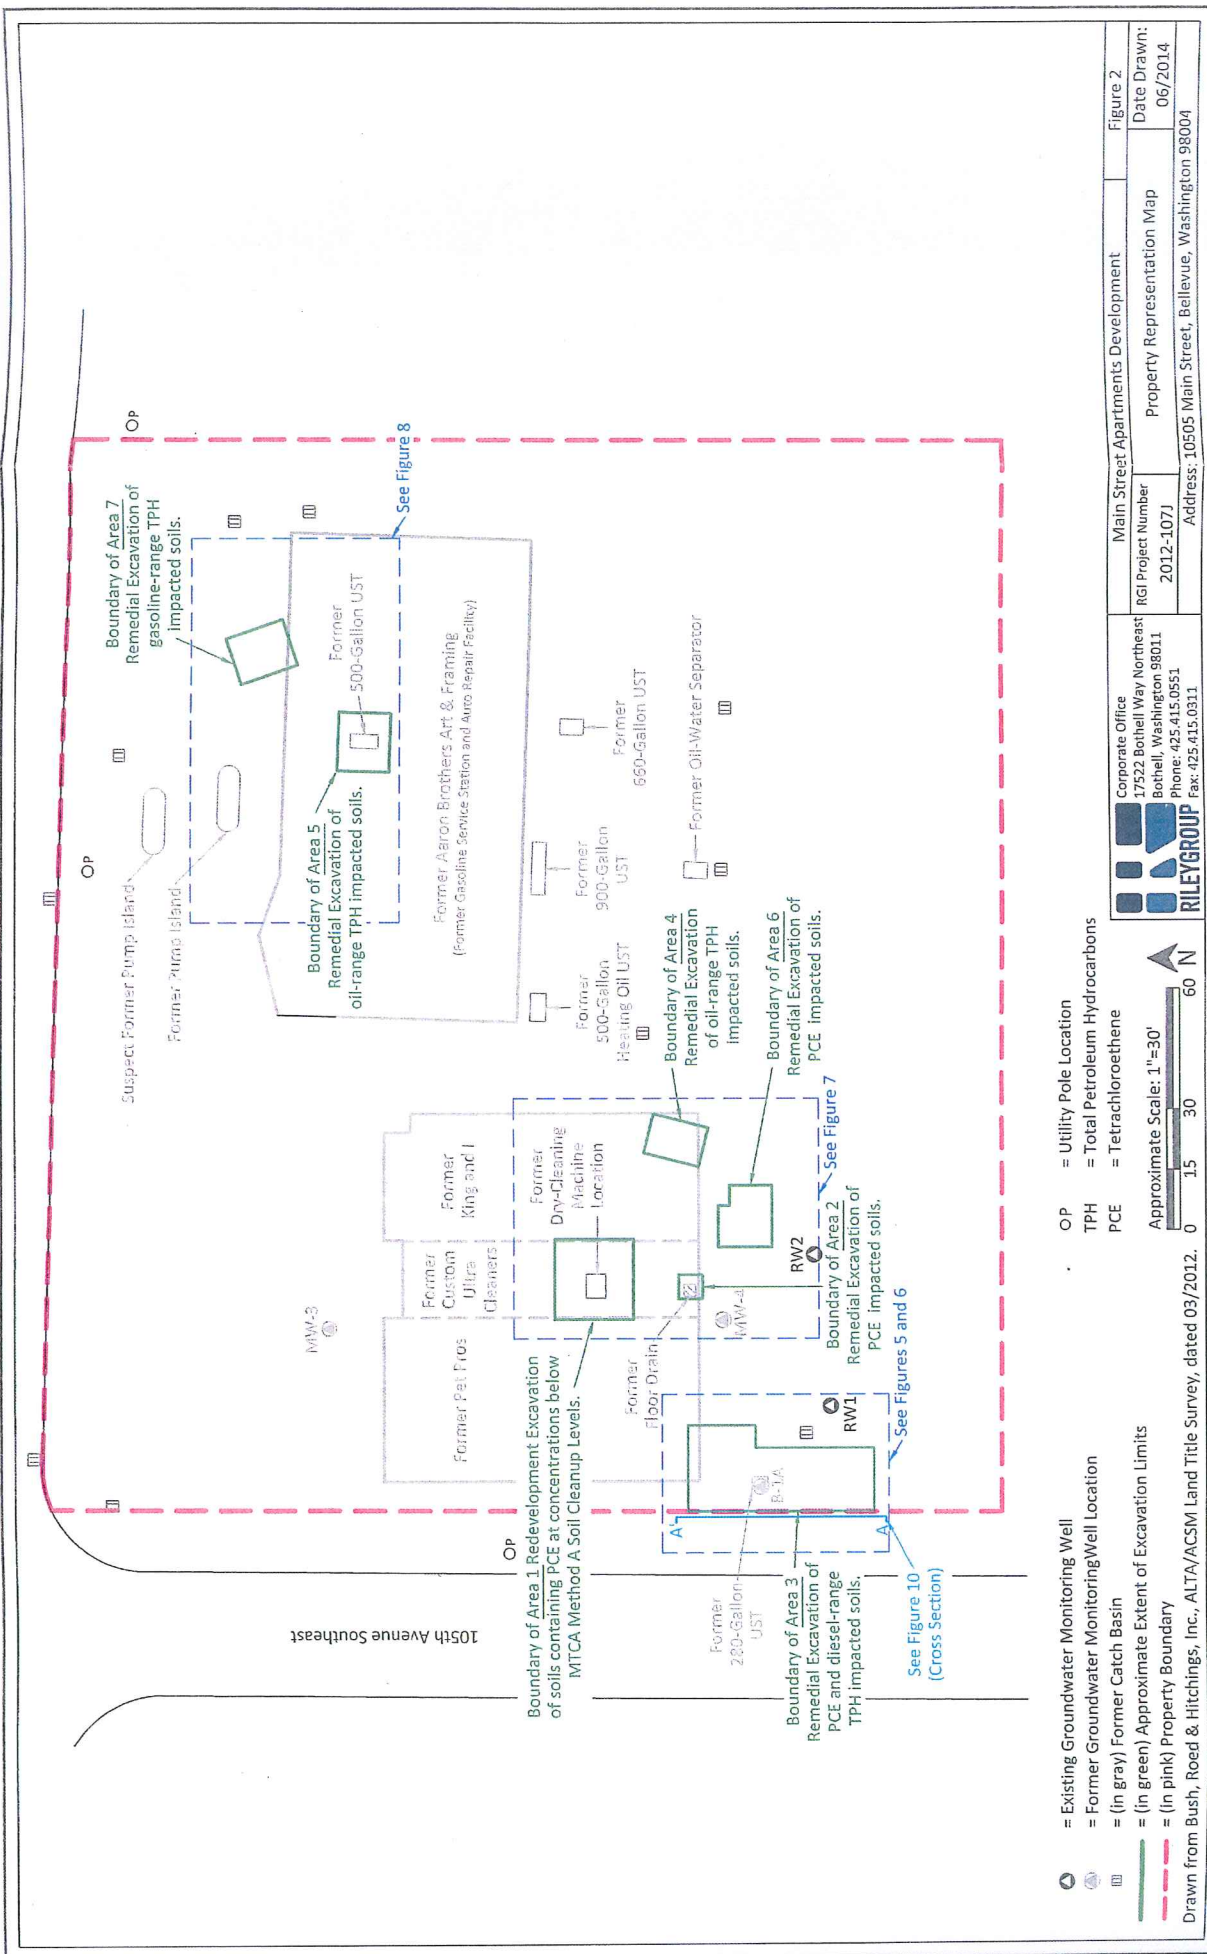 OP
Boundary of Area 7
Remedial Excavation of
gasoline-range TPH
impacted soils.
See Figure 8
OP
Suspect Former Pump Island
Former Pump Island
Boundary of Area 5
Remedial Excavation of
oil-range TPH impacted soils.
Former
500-Gallon UST
Former Aaron Brothers Art & Framing
(Former Gasoline Service Station and Auto Repair Facility)
Former
500-Gallon
Heating Oil UST
Former
900-Gallon
UST
Former
660-Gallon UST
Former Oil-Water Separator
MW-3
Former Pet Pros
Former
Custom
Ultra
Cleaners
Former
King and I
Former
Dry-Cleaning
Machine
Location
Boundary of Area 1 Redevelopment Excavation
of soils containing PCE at concentrations below
MTCA Method A Soil Cleanup Levels.
Boundary of Area 4
Remedial Excavation
of oil-range TPH
impacted soils.
Boundary of Area 6
Remedial Excavation of
PCE impacted soils.
Former
Floor Drain
MW-4
RW2
See Figure 7
Boundary of Area 2
Remedial Excavation of
PCE impacted soils.
105th Avenue Southeast
OP
Former
280-Gallon
UST
B-1A
A'
A
RW1
See Figures 5 and 6
Boundary of Area 3
Remedial Excavation of
PCE and diesel-range
TPH impacted soils.
See Figure 10
(Cross Section)
= Existing Groundwater Monitoring Well
= Former Groundwater MonitoringWell Location
= (in gray) Former Catch Basin
= (in green) Approximate Extent of Excavation Limits
= (in pink) Property Boundary
OP = Utility Pole Location
TPH = Total Petroleum Hydrocarbons
PCE = Tetrachloroethene
Approximate Scale: 1"=30'
0 15 30 60 N
Drawn from Bush, Roed & Hitchings, Inc., ALTA/ACSM Land Title Survey, dated 03/2012.
RILEYGROUP
Corporate Office
17522 Bothell Way Northeast
Bothell, Washington 98011
Phone: 425.415.0551
Fax: 425.415.0311
Main Street Apartments Development
Figure 2
RGI Project Number
2012-107J
Property Representation Map
Date Drawn:
06/2014
Address: 10505 Main Street, Bellevue, Washington 98004